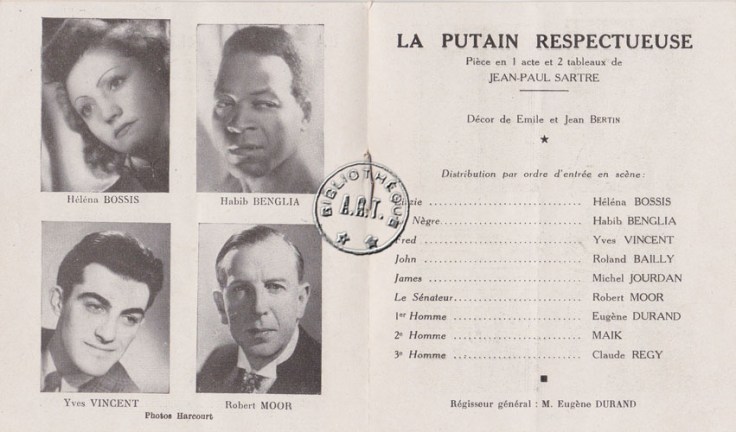 Héléna BOSSIS
Habib BENGLIA
Yves VINCENT
Robert MOOR
Photos Harcourt
BIBLIOTHÈQUE
A.R.T.
LA PUTAIN RESPECTUEUSE
Pièce en 1 acte et 2 tableaux de
JEAN-PAUL SARTRE
Décor de Emile et Jean BERTIN
Distribution par ordre d'entrée en scène :
Héléna BOSSIS
Nègre Habib BENGLIA
Fred Yves VINCENT
John Roland BAILLY
James Michel JOURDAN
Le Sénateur Robert MOOR
1er Homme Eugène DURAND
2e Homme MAIK
3e Homme Claude REGY
Régisseur général : M. Eugène DURAND